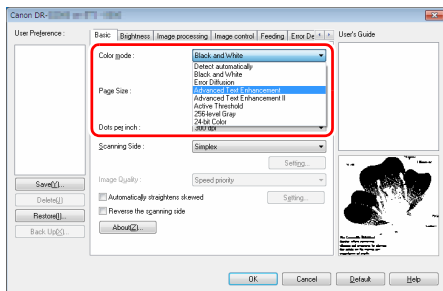 Canon DR-
User Preference :
Basic Brightness Image processing Image control Feeding Error De
User's Guide
Color mode : Black and White
Detect automatically
Black and White
Error Diffusion
Advanced Text Enhancement
Advanced Text Enhancement II
Active Threshold
256-level Gray
24-bit Color
Page Size :
Dots per inch : 300 dpi
Scanning Side : Simplex
Setting...
Image Quality : Speed priority
Automatically straightens skewed Setting...
Reverse the scanning side
About(Z)...
Save(Y)...
Delete(J)
Restore(I)...
Back Up(X)...
OK Cancel Default Help